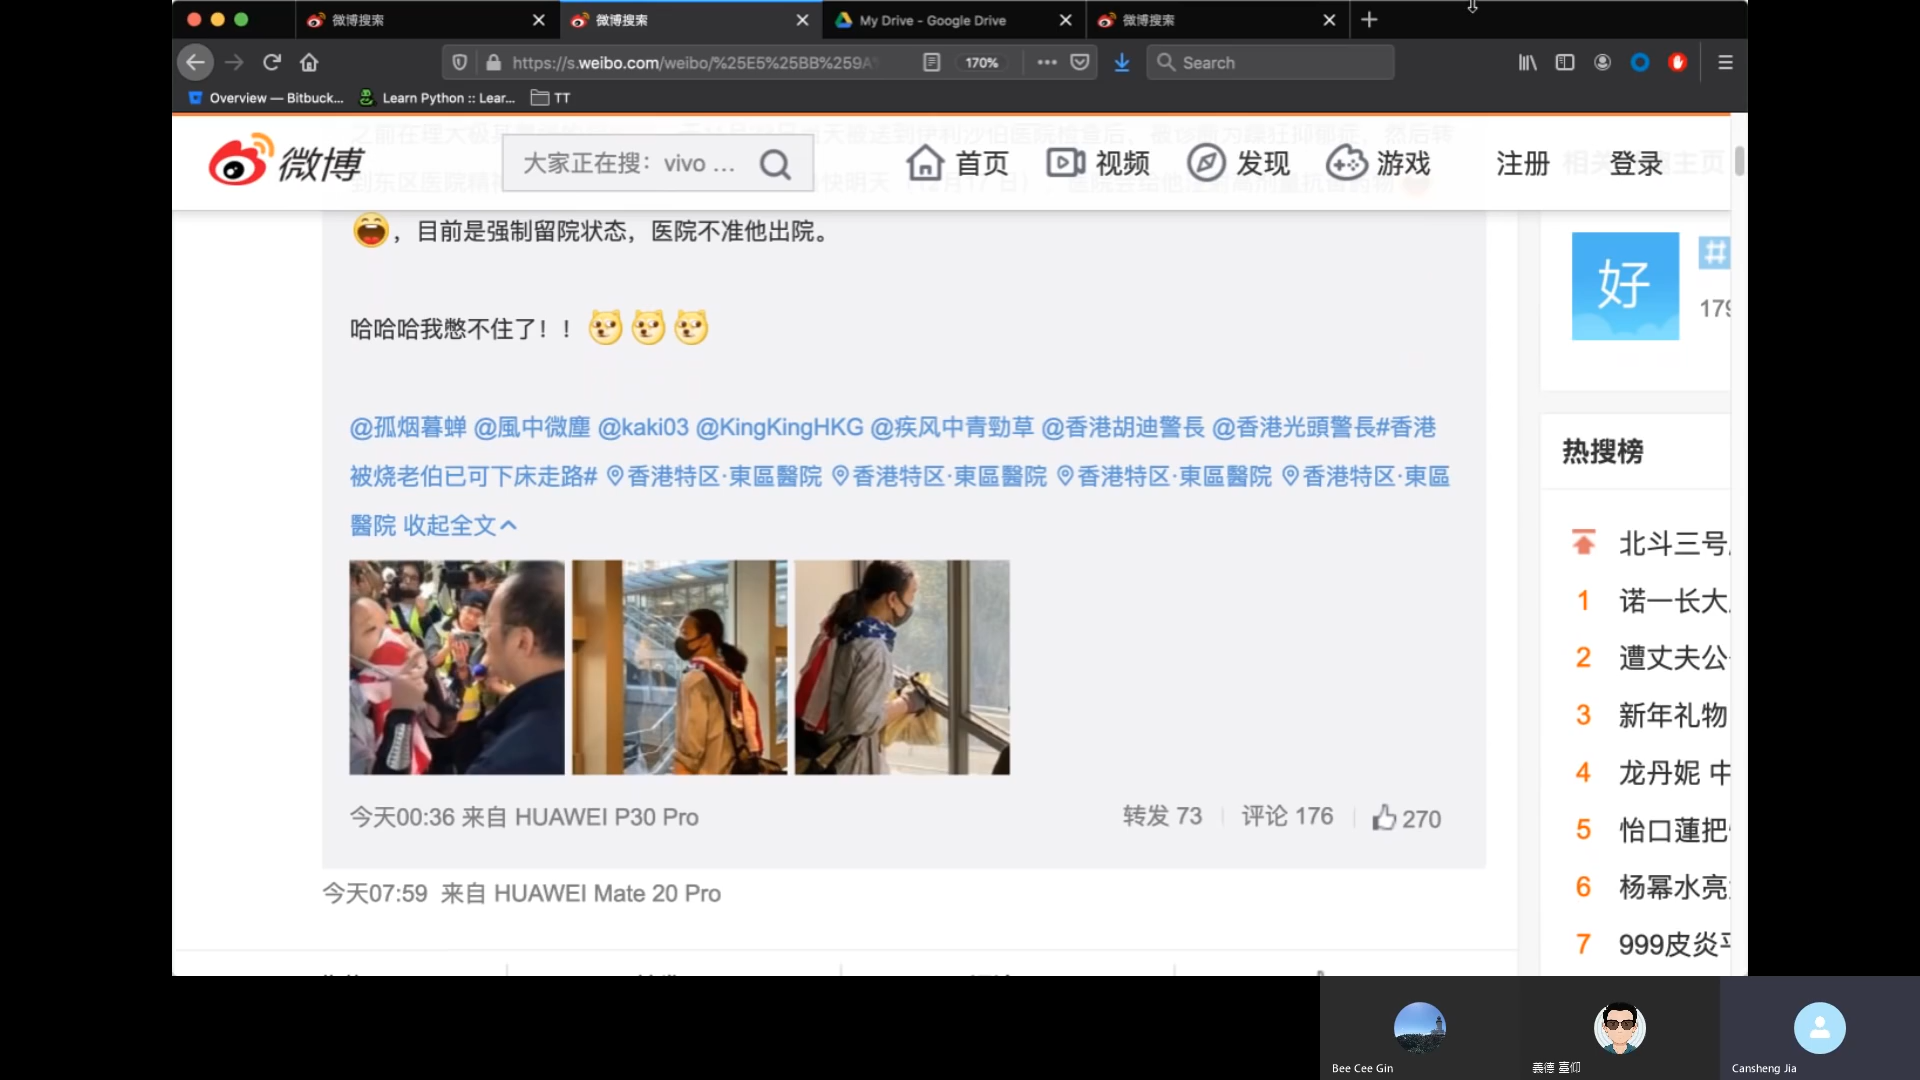 微博搜索
微博搜索
My Drive - Google Drive
微博搜索
https://s.weibo.com/weibo/%25E5%25BB%259A
170%
Search
Overview — Bitbuck...
Learn Python :: Lear...
TT
微博
大家正在搜：vivo ...
首页
视频
发现
游戏
注册
登录
，目前是强制留院状态，医院不准他出院。
哈哈哈我憋不住了！！
@孤烟暮蝉 @風中微塵 @kaki03 @KingKingHKG @疾风中青勁草 @香港胡迪警長 @香港光頭警長#香港
被烧老伯已可下床走路# 香港特区·東區醫院 香港特区·東區醫院 香港特区·東區醫院 香港特区·東區
醫院 收起全文
今天00:36 来自 HUAWEI P30 Pro
转发 73
评论 176
270
今天07:59 来自 HUAWEI Mate 20 Pro
好
#
179
热搜榜
北斗三号
1 诺一长大
2 遭丈夫公
3 新年礼物
4 龙丹妮 中
5 怡口蓮把
6 杨幂水亮
7 999皮炎平
Bee Cee Gin
義德 臺仰
Cansheng Jia